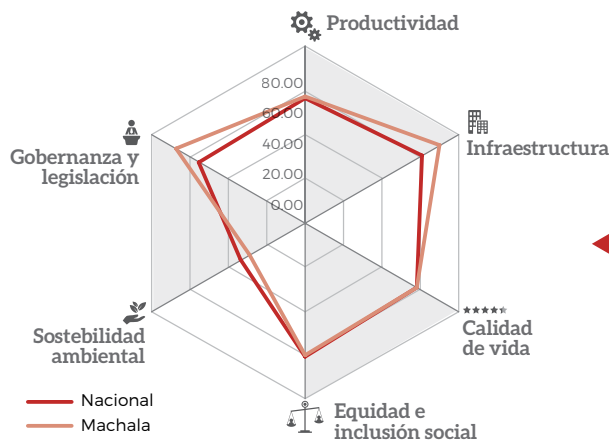 Productividad
80.00
60.00
40.00
20.00
0.00
Infraestructura
Gobernanza y
legislación
Sostebilidad
ambiental
Calidad
de vida
Equidad e
inclusión social
Nacional
Machala